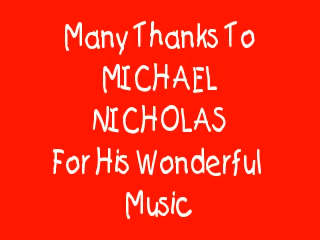 Many Thanks To
MICHAEL
NICHOLAS
For His Wonderful
Music